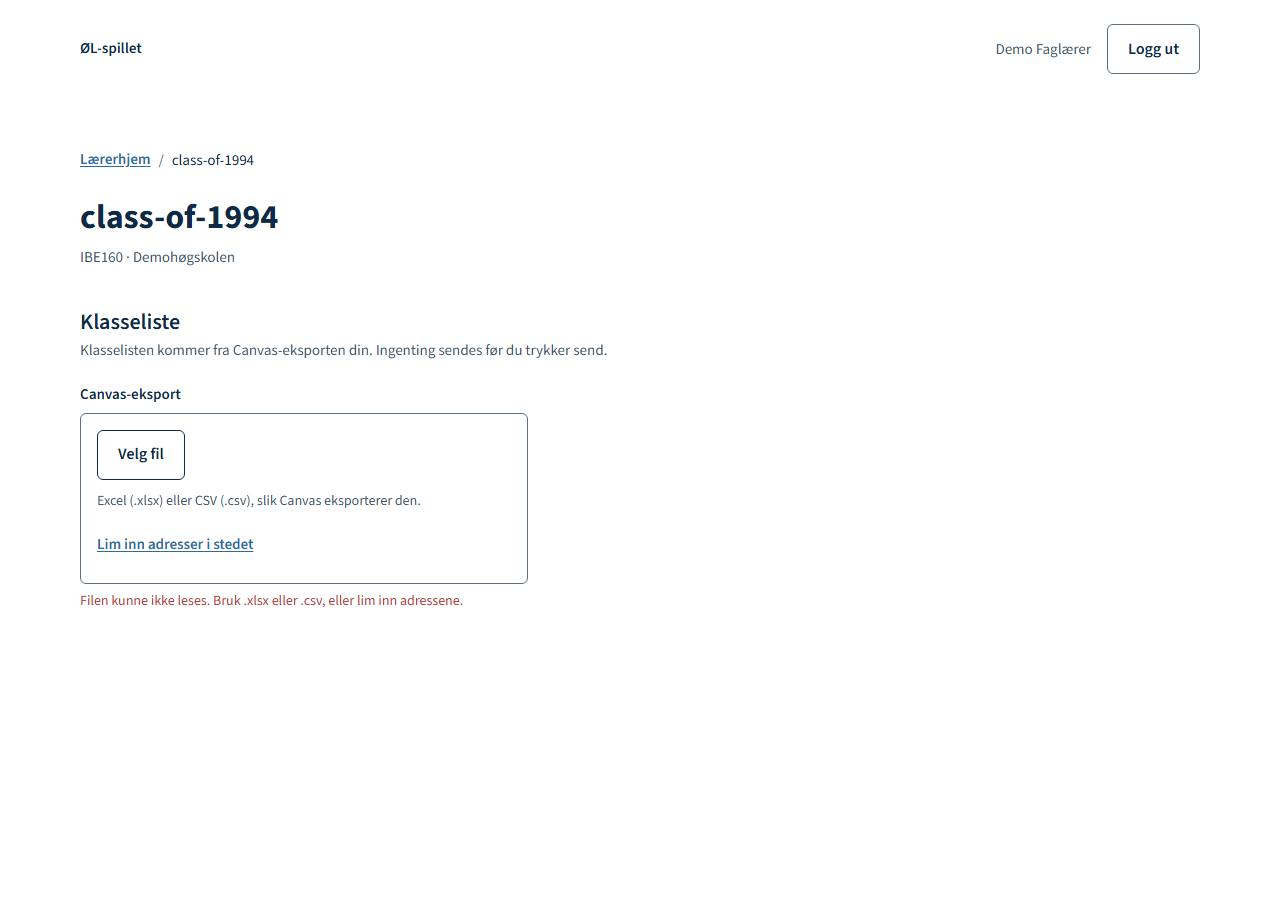 ØL-spillet
Demo Faglærer
Logg ut
Lærerhjem / class-of-1994
class-of-1994
IBE160 · Demohøgskolen
Klasseliste
Klasselisten kommer fra Canvas-eksporten din. Ingenting sendes før du trykker send.
Canvas-eksport
Velg fil
Excel (.xlsx) eller CSV (.csv), slik Canvas eksporterer den.
Lim inn adresser i stedet
Filen kunne ikke leses. Bruk .xlsx eller .csv, eller lim inn adressene.